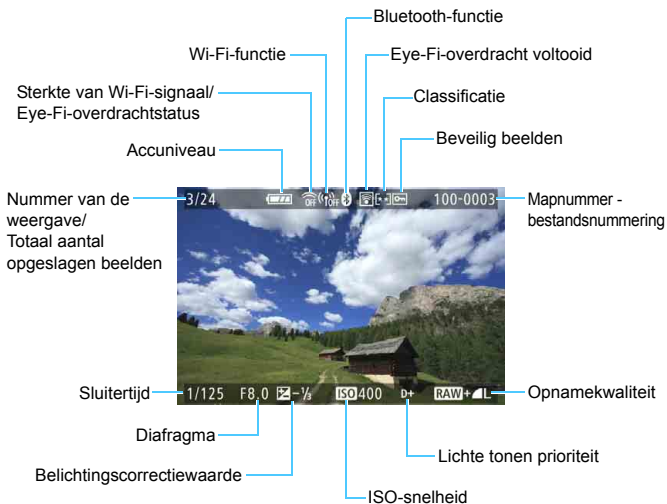 Bluetooth-functie
Wi-Fi-functie
Eye-Fi-overdracht voltooid
Sterkte van Wi-Fi-signaal/
Eye-Fi-overdrachtstatus
Classificatie
Accuniveau
Beveilig beelden
Nummer van de
weergave/
Totaal aantal
opgeslagen beelden
3/24
OFF
OFF
100-0003
Mapnummer -
bestandsnummering
Sluitertijd
1/125
F8.0
-1/3
ISO 400
D+
RAW+L
Opnamekwaliteit
Diafragma
Lichte tonen prioriteit
Belichtingscorrectiewaarde
ISO-snelheid